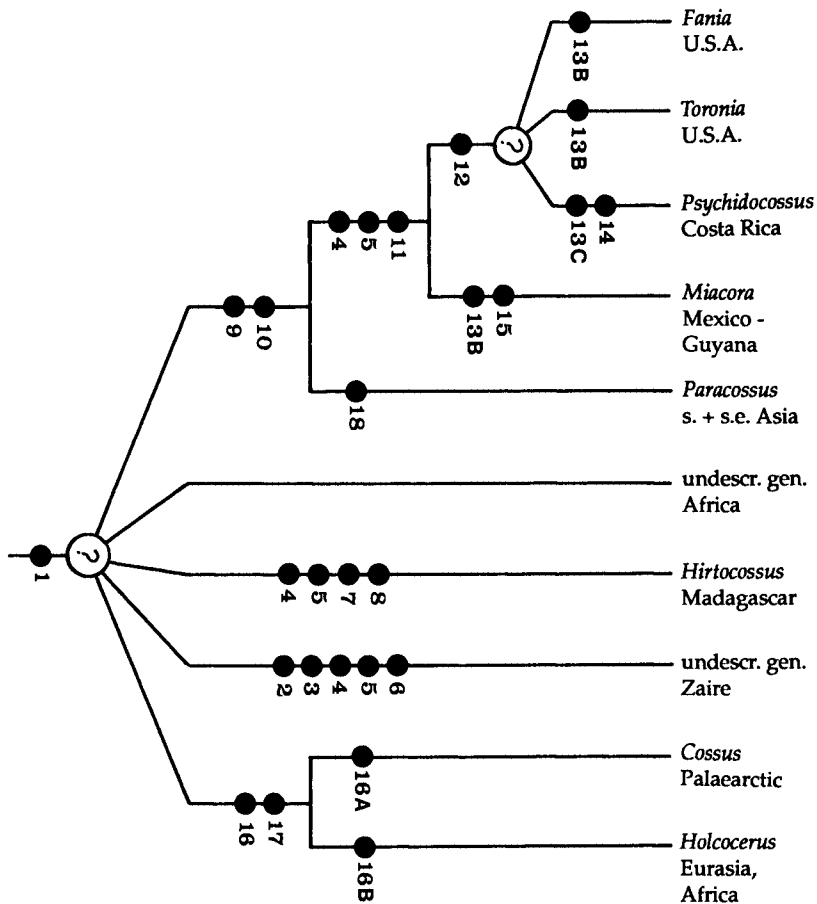 Fania
U.S.A.
13B
Toronia
U.S.A.
13B
?
12
Psychidocossus
Costa Rica
13C
14
4
5
11
Miacora
Mexico -
Guyana
13B
15
9
10
Paracossus
s. + s.e. Asia
18
undescr. gen.
Africa
?
1
Hirtocossus
Madagascar
4
5
7
8
undescr. gen.
Zaire
2
3
4
5
6
Cossus
Palaearctic
16A
16
17
Holcocerus
Eurasia,
Africa
16B